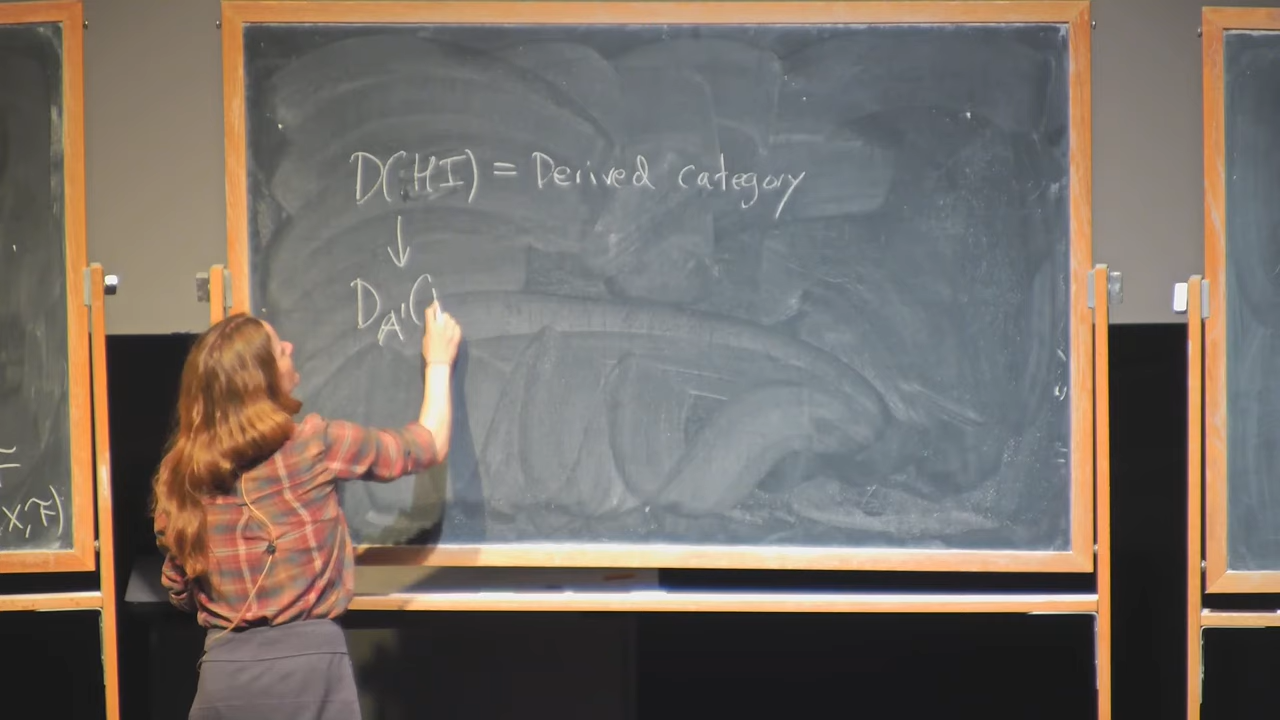 F
X,F)
D(HI) = Derived category
↓
D_A'(